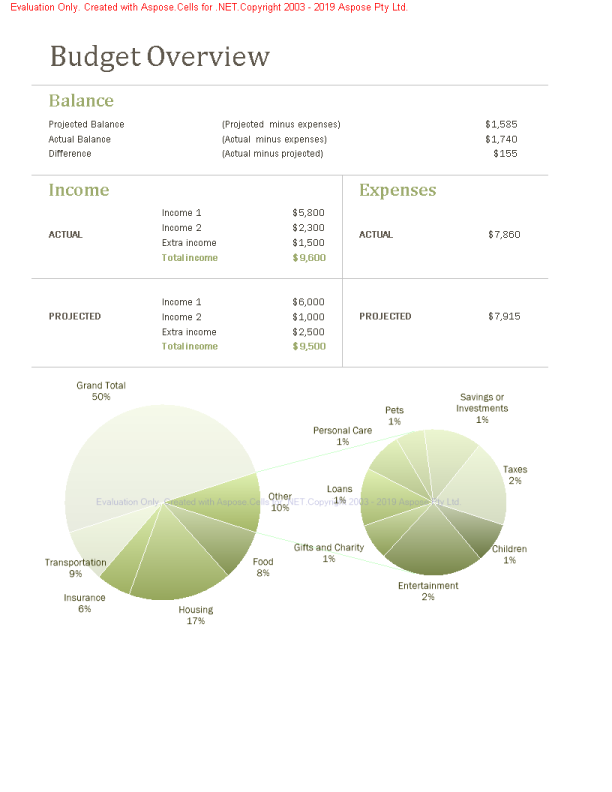 Evaluation Only. Created with Aspose.Cells for .NET.Copyright 2003 - 2019 Aspose Pty Ltd.
Budget Overview
Balance
Projected Balance (Projected minus expenses) $1,585
Actual Balance (Actual minus expenses) $1,740
Difference (Actual minus projected) $155
Income
Expenses
ACTUAL
Income 1 $5,800
Income 2 $2,300
Extra income $1,500
Total income $9,600
ACTUAL $7,860
PROJECTED
Income 1 $6,000
Income 2 $1,000
Extra income $2,500
Total income $9,500
PROJECTED $7,915
Grand Total
50%
Other
10%
Food
8%
Housing
17%
Insurance
6%
Transportation
9%
Savings or
Investments
1%
Pets
1%
Personal Care
1%
Taxes
2%
Loans
1%
Gifts and Charity
1%
Children
1%
Entertainment
2%
Evaluation Only. Created with Aspose.Cells for .NET.Copyright 2003 - 2019 Aspose Pty Ltd.